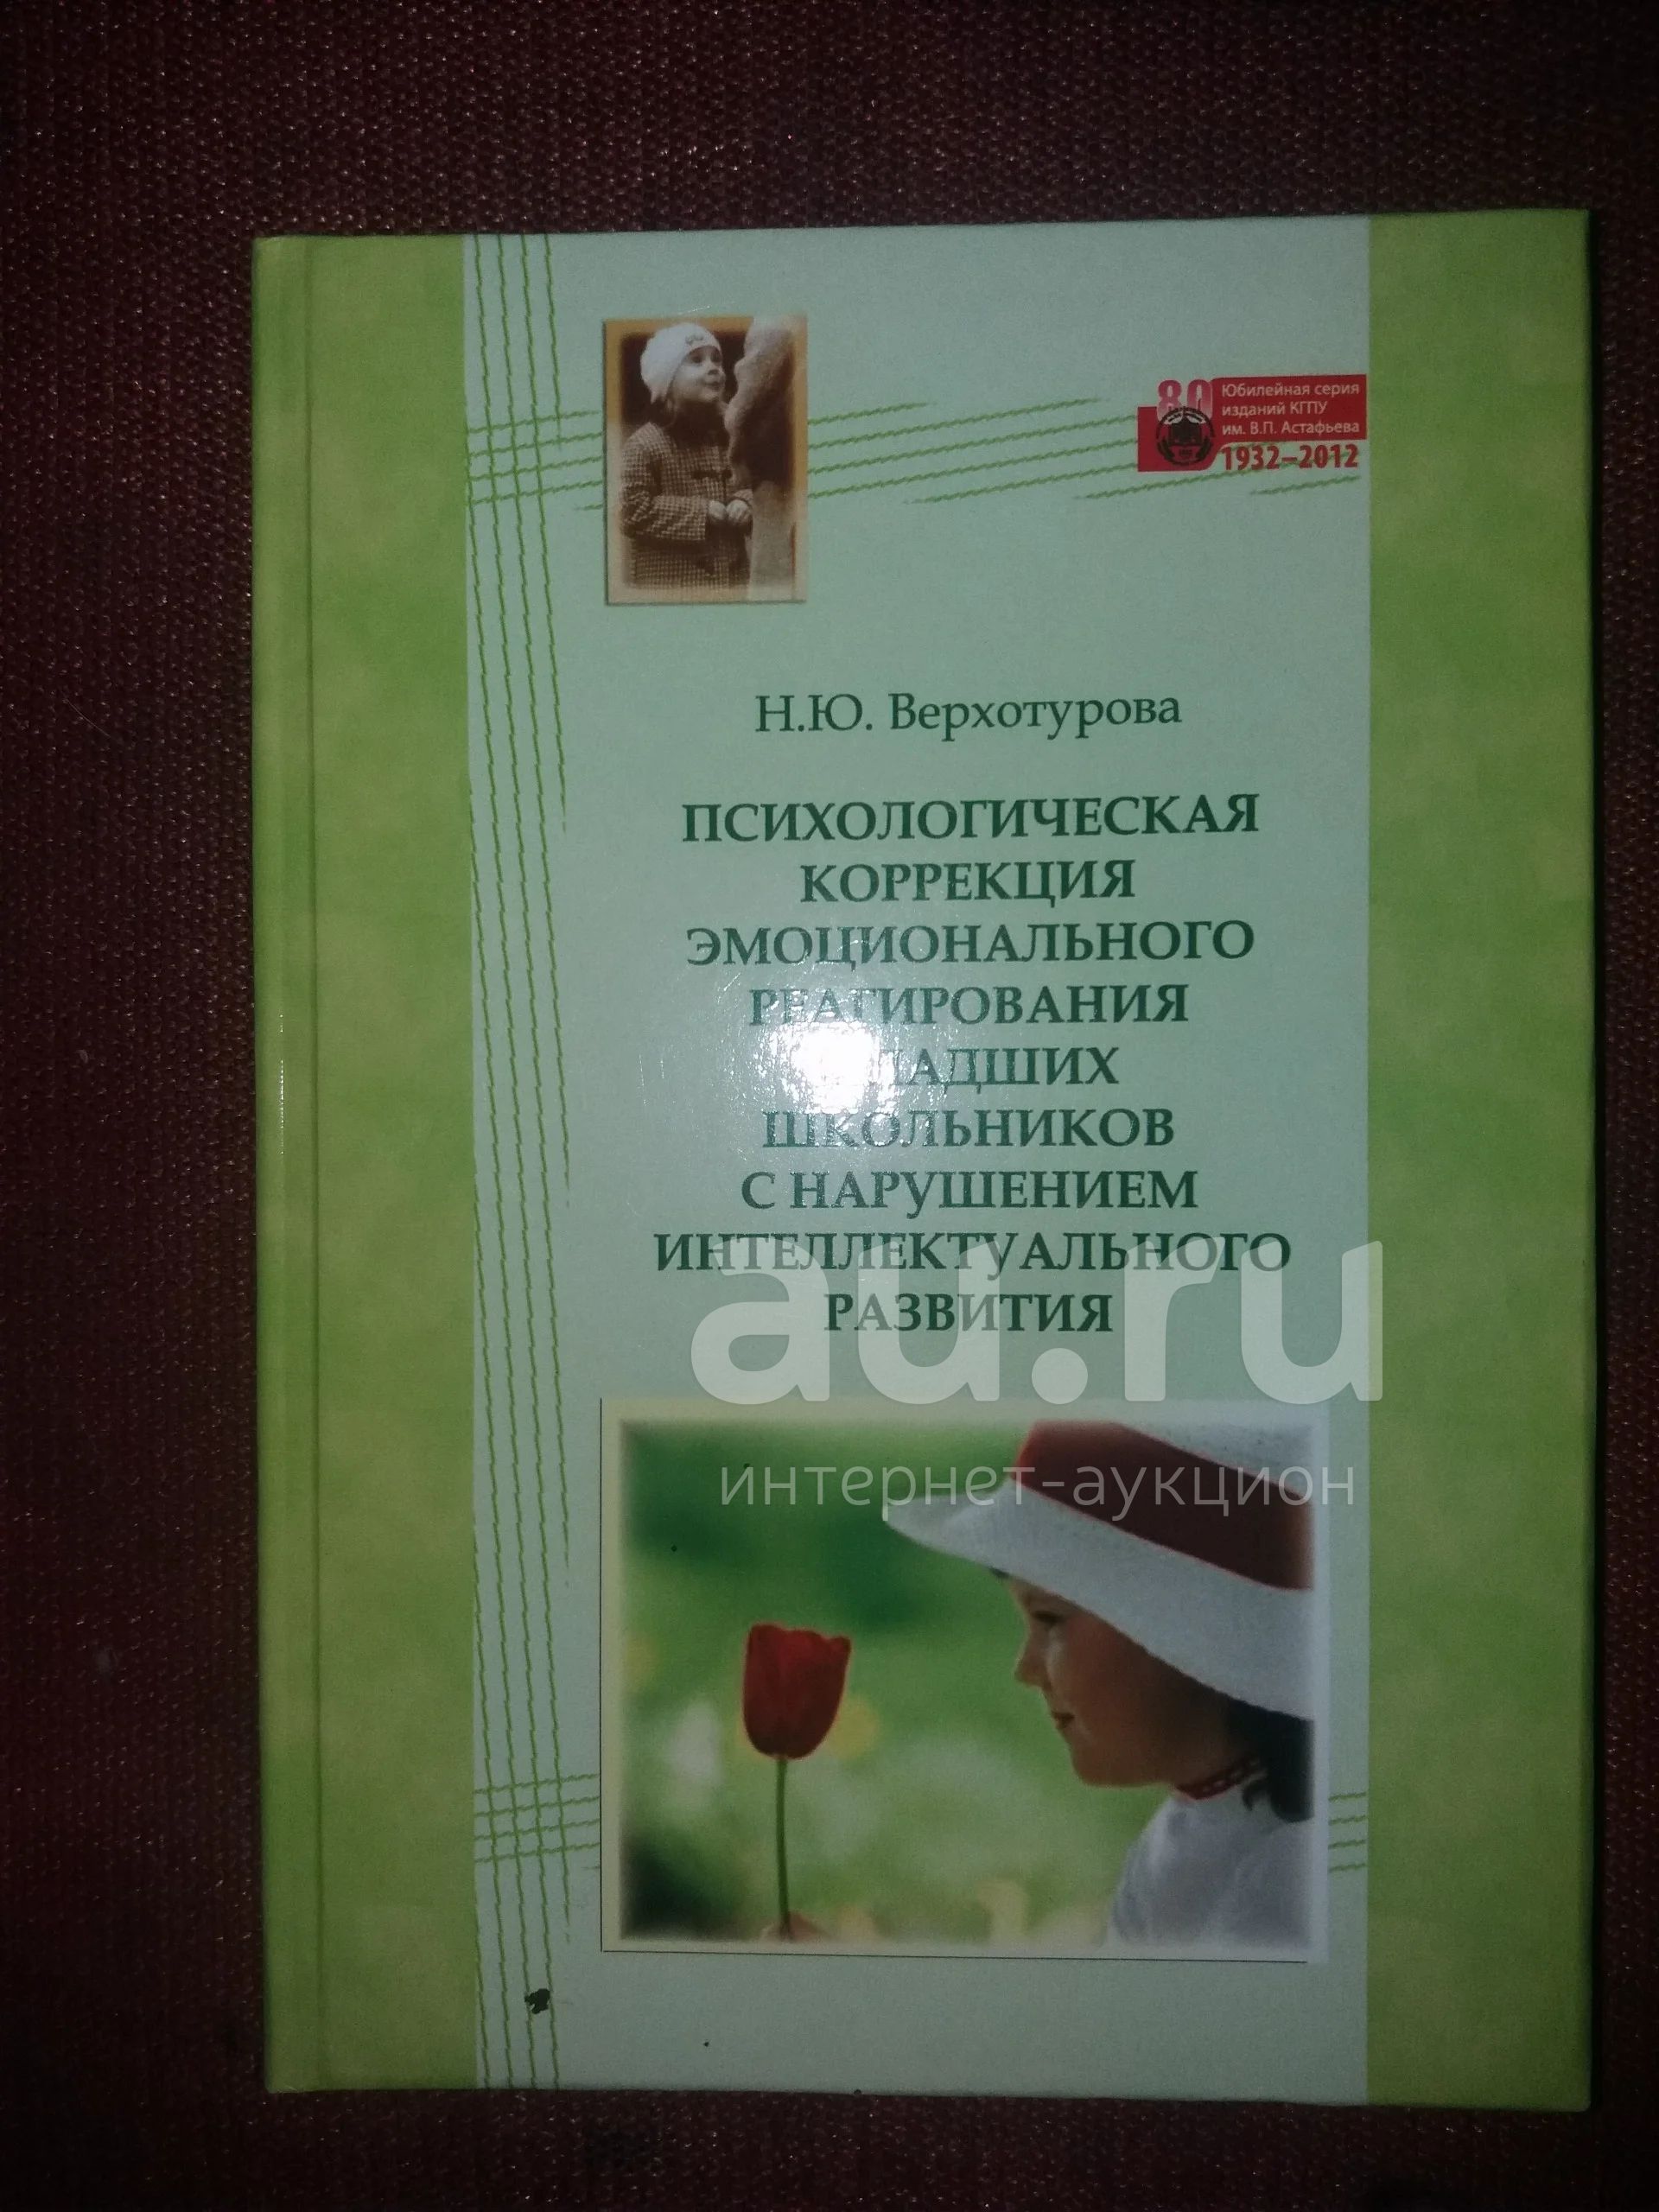 80
Юбилейная серия
изданий КГПУ
им. В.П. Астафьева
1932–2012
Н.Ю. Верхотурова
ПСИХОЛОГИЧЕСКАЯ
КОРРЕКЦИЯ
ЭМОЦИОНАЛЬНОГО
РЕАГИРОВАНИЯ
МЛАДШИХ
ШКОЛЬНИКОВ
С НАРУШЕНИЕМ
ИНТЕЛЛЕКТУАЛЬНОГО
РАЗВИТИЯ
au.ru
интернет-аукцион